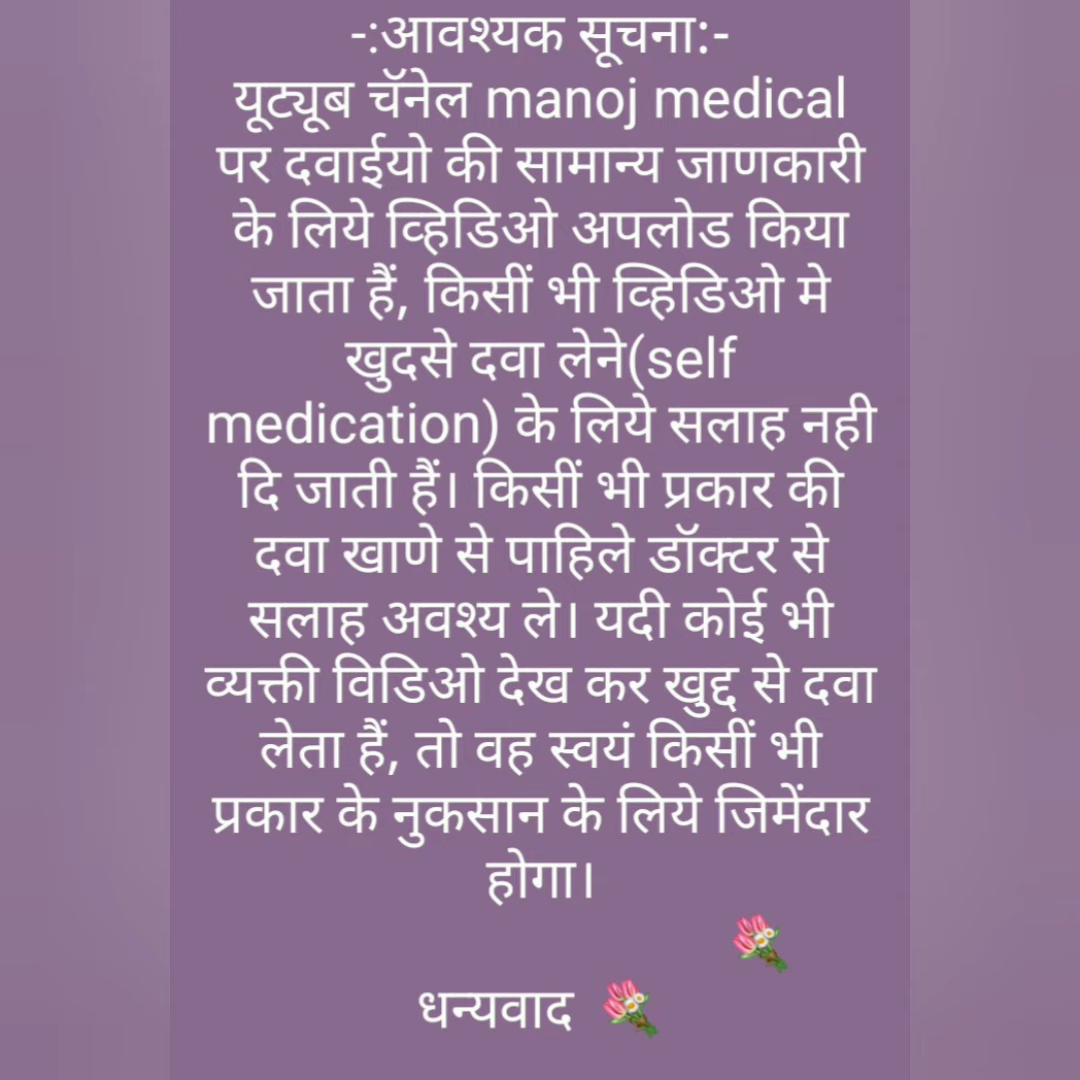 -:आवश्यक सूचना:-
यूट्यूब चॅनेल manoj medical
पर दवाईयो की सामान्य जाणकारी
के लिये व्हिडिओ अपलोड किया
जाता हैं, किसीं भी व्हिडिओ मे
खुदसे दवा लेने(self
medication) के लिये सलाह नही
दि जाती हैं। किसीं भी प्रकार की
दवा खाणे से पाहिले डॉक्टर से
सलाह अवश्य ले। यदी कोई भी
व्यक्ती विडिओ देख कर खुद्द से दवा
लेता हैं, तो वह स्वयं किसीं भी
प्रकार के नुकसान के लिये जिमेंदार
होगा।
धन्यवाद